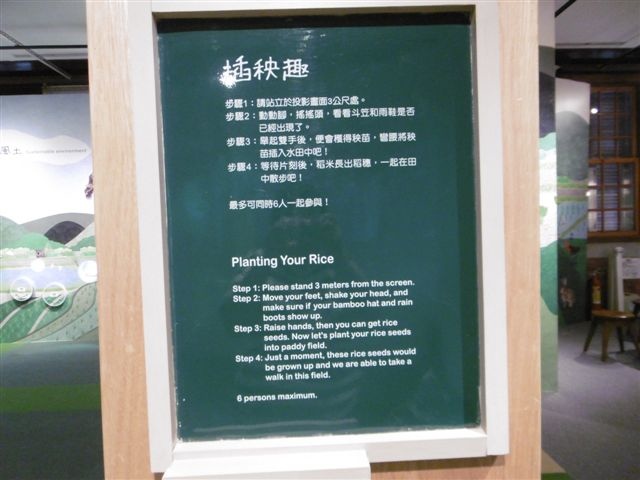 插秧趣
步驟1：請站立於投影畫面3公尺處。
步驟2：動動腳，搖搖頭，看看斗笠和雨鞋是否
已經出現了。
步驟3：舉起雙手後，便會獲得秧苗，彎腰將秧
苗插入水田中吧！
步驟4：等待片刻後，稻米長出稻穗，一起在田
中散步吧！
最多可同時6人一起參與！
Planting Your Rice
Step 1: Please stand 3 meters from the screen.
Step 2: Move your feet, shake your head, and
make sure if your bamboo hat and rain
boots show up.
Step 3: Raise hands, then you can get rice
seeds. Now let's plant your rice seeds
into paddy field.
Step 4: Just a moment, these rice seeds would
be grown up and we are able to take a
walk in this field.
6 persons maximum.
風土 Sustainable environment